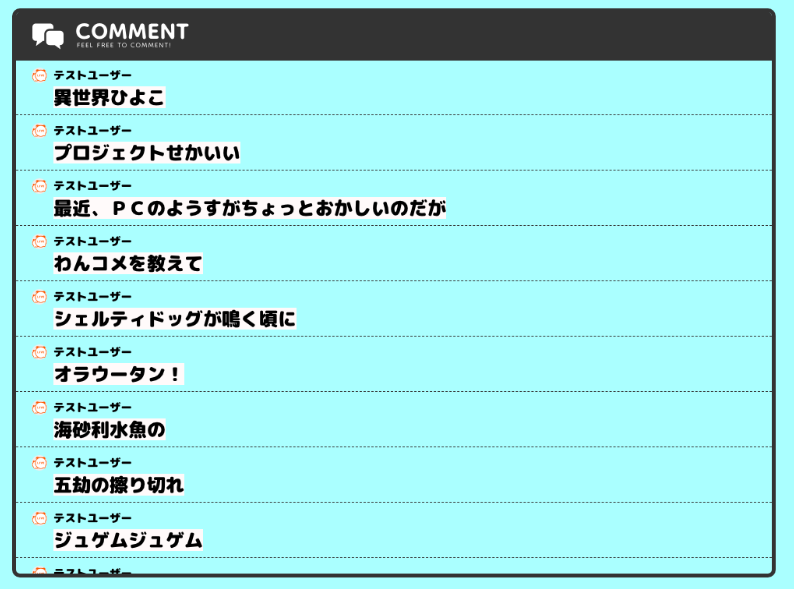 COMMENT
FEEL FREE TO COMMENT!
テストユーザー
異世界ひよこ
テストユーザー
プロジェクトせかいい
テストユーザー
最近、ＰＣのようすがちょっとおかしいのだが
テストユーザー
わんコメを教えて
テストユーザー
シェルティドッグが鳴く頃に
テストユーザー
オラウータン！
テストユーザー
海砂利水魚の
テストユーザー
五劫の擦り切れ
テストユーザー
ジュゲムジュゲム
テストユーザー